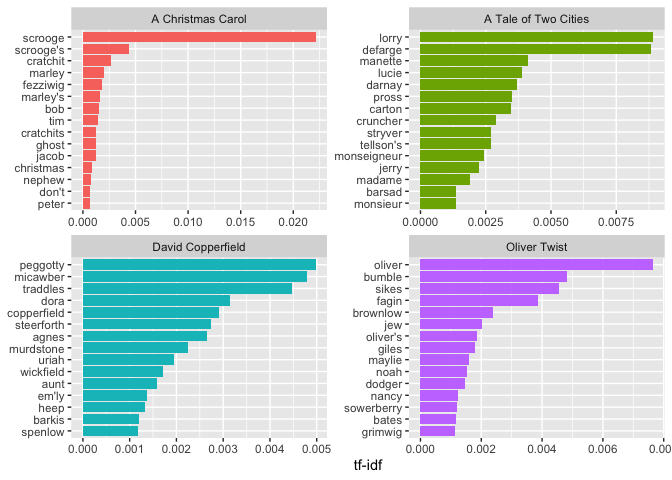 A Christmas Carol
scrooge
scrooge's
cratchit
marley
fezziwig
marley's
bob
tim
cratchits
ghost
jacob
christmas
nephew
don't
peter
0.000 0.005 0.010 0.015 0.020
A Tale of Two Cities
lorry
defarge
manette
lucie
darnay
pross
carton
cruncher
stryver
tellson's
monseigneur
jerry
madame
barsad
monsieur
0.0000 0.0025 0.0050 0.0075
David Copperfield
peggotty
micawber
traddles
dora
copperfield
steerforth
agnes
murdstone
uriah
wickfield
aunt
em'ly
heep
barkis
spenlow
0.000 0.001 0.002 0.003 0.004 0.005
Oliver Twist
oliver
bumble
sikes
fagin
brownlow
jew
oliver's
giles
maylie
noah
dodger
nancy
sowerberry
bates
grimwig
0.000 0.002 0.004 0.006 0.00
tf-idf